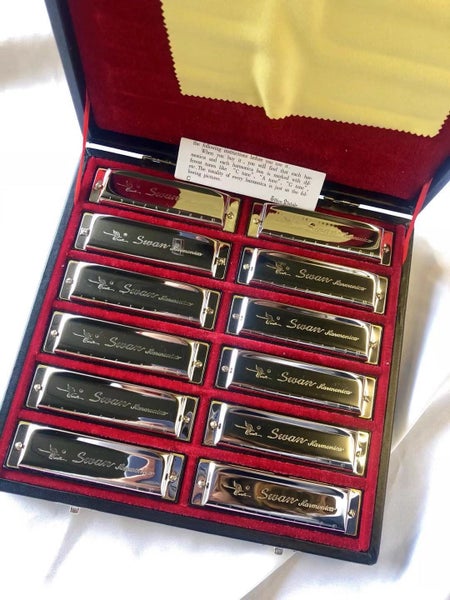 the following instructions before you use it.
When you buy it, you will find that each har-
monica and each harmonica box is marked with dif-
ferent tones like: "C tone", "A tone", "G tone"
etc. The tonality of every harmonica is just as the fol-
lowing pictures.
Swan
Swan Harmonica
Swan Harmonica
Swan Harmonica
Swan Harmonica
Swan Harmonica
Swan Harmonica
Swan Harmonica
Swan Harmonica
Swan Harmonica
Swan Harmonica